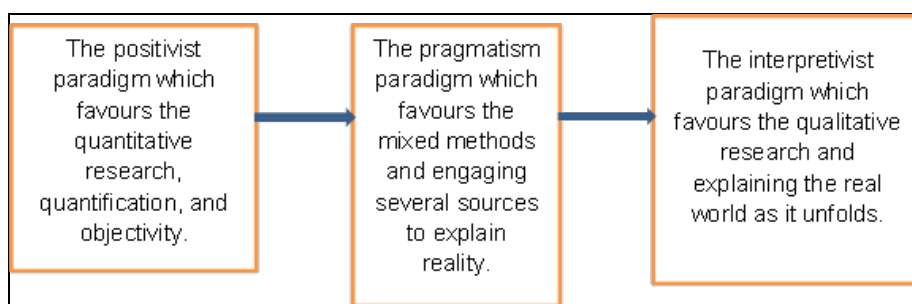 The positivist
paradigm which
favours the
quantitative
research,
quantification, and
objectivity.
The pragmatism
paradigm which
favours the
mixed methods
and engaging
several sources
to explain
reality.
The interpretivist
paradigm which
favours the qualitative
research and
explaining the real
world as it unfolds.